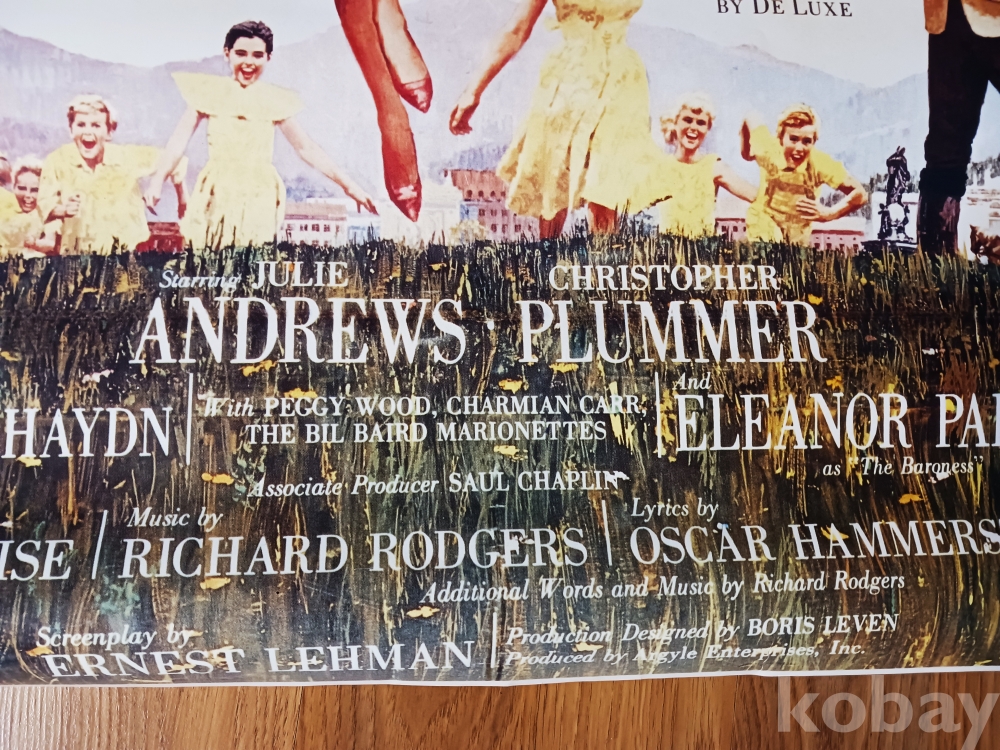 BY DE LUXE
Starring JULIE CHRISTOPHER
ANDREWS · PLUMMER
HAYDN
With PEGGY WOOD, CHARMIAN CARR,
THE BIL BAIRD MARIONETTES
And
ELEANOR PA
as "The Baroness"
Associate Producer SAUL CHAPLIN
ISE
Music by
RICHARD RODGERS
Lyrics by
OSCAR HAMMERS
Additional Words and Music by Richard Rodgers
Screenplay by
ERNEST LEHMAN
Production Designed by BORIS LEVEN
Produced by Argyle Enterprises, Inc.
kobay